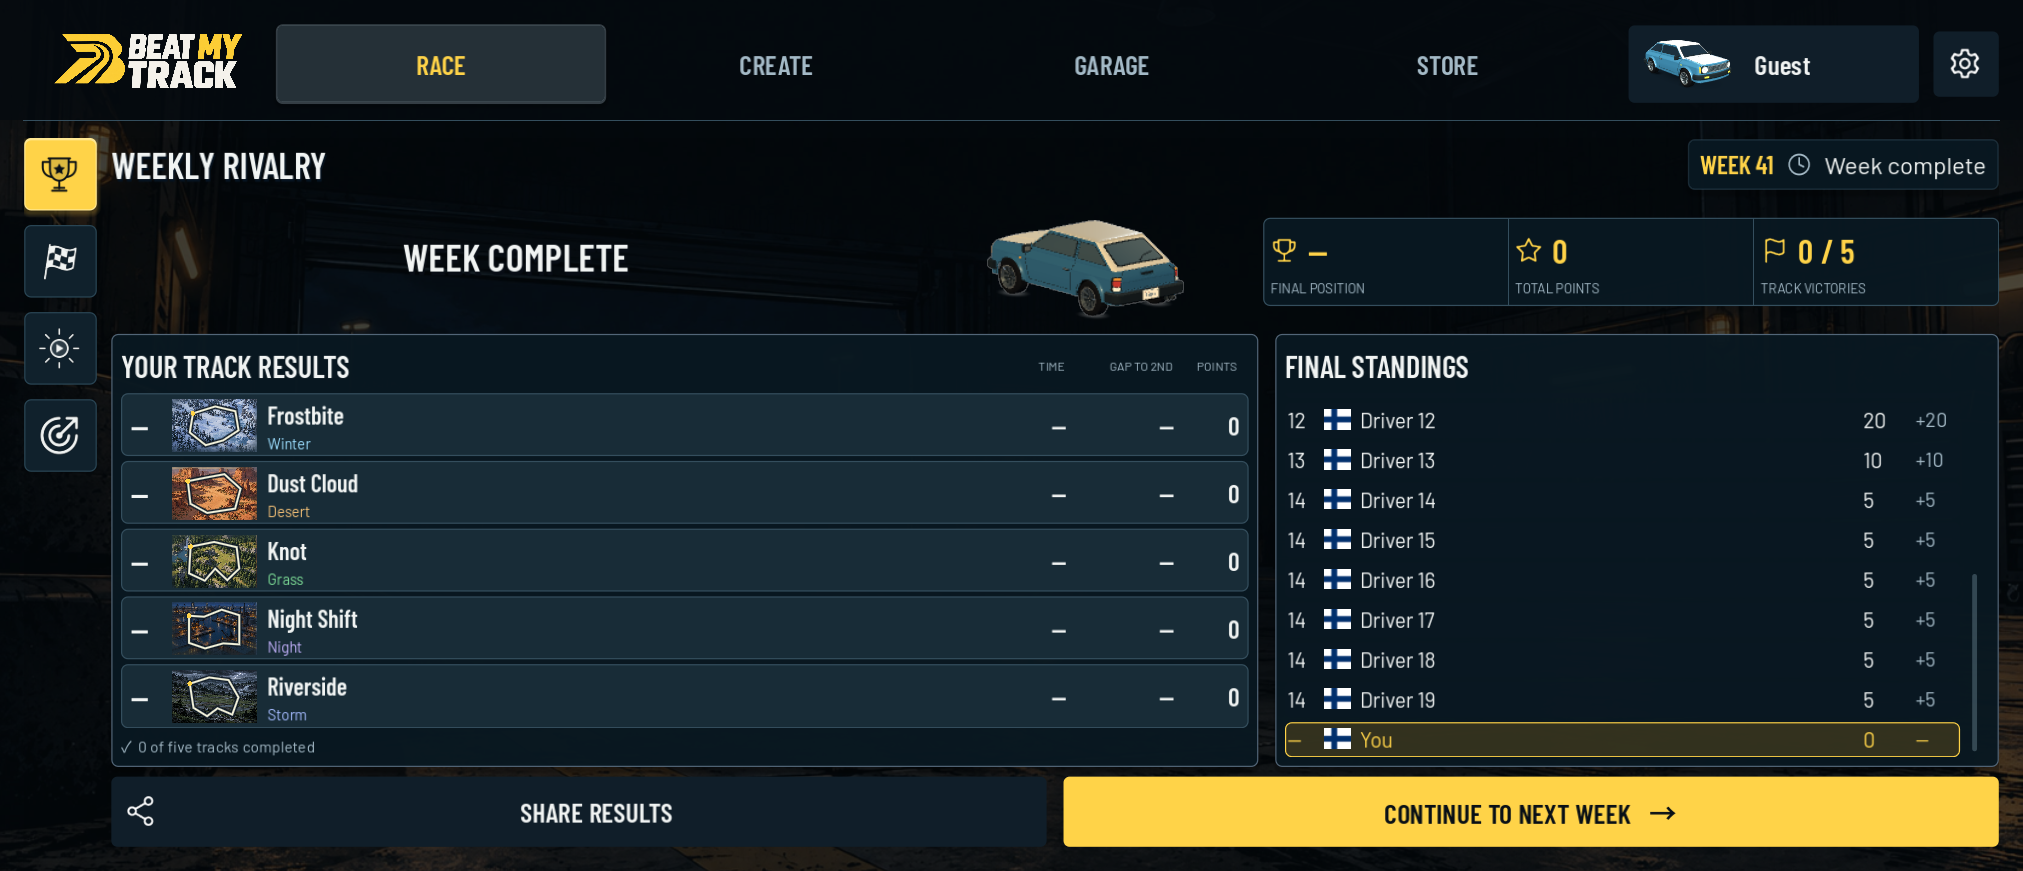 BEAT MY
TRACK
RACE
CREATE
GARAGE
STORE
Guest
WEEKLY RIVALRY
WEEK 41 Week complete
WEEK COMPLETE
–
FINAL POSITION
0
TOTAL POINTS
0 / 5
TRACK VICTORIES
YOUR TRACK RESULTS TIME GAP TO 2ND POINTS
– Frostbite – – 0
Winter
– Dust Cloud – – 0
Desert
– Knot – – 0
Grass
– Night Shift – – 0
Night
– Riverside – – 0
Storm
✓ 0 of five tracks completed
FINAL STANDINGS
12 Driver 12 20 +20
13 Driver 13 10 +10
14 Driver 14 5 +5
14 Driver 15 5 +5
14 Driver 16 5 +5
14 Driver 17 5 +5
14 Driver 18 5 +5
14 Driver 19 5 +5
– You 0 –
SHARE RESULTS
CONTINUE TO NEXT WEEK →